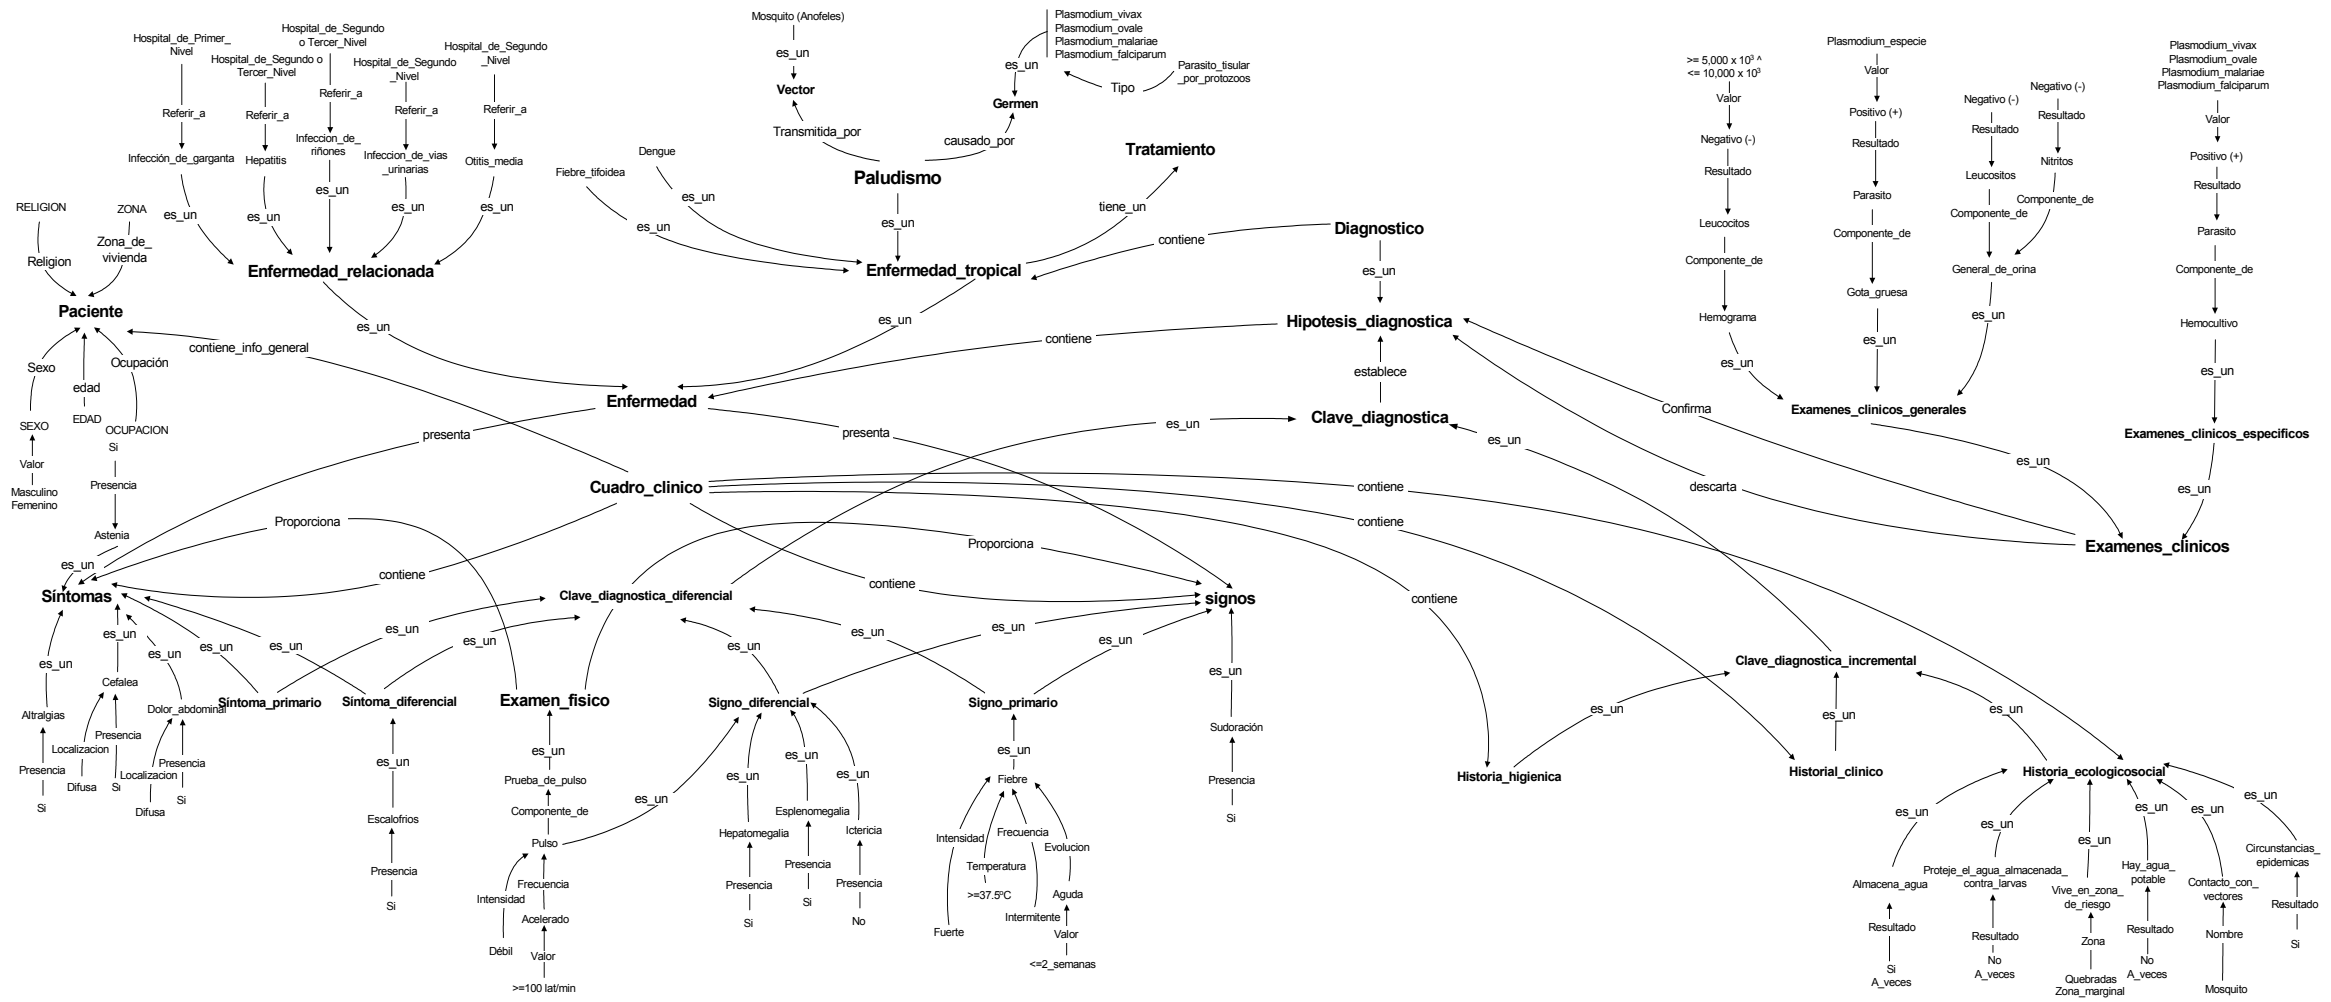 Hospital_de_Primer_
Nivel
Referir_a
Infección_de_garganta
es_un
Hospital_de_Segundo o
Tercer_Nivel
Referir_a
Hepatitis
es_un
Hospital_de_Segundo
o Tercer_Nivel
Referir_a
Infeccion_de_
riñones
es_un
Hospital_de_Segundo
_Nivel
Referir_a
Infeccion_de_vias
_urinarias
es_un
Hospital_de_Segundo
_Nivel
Referir_a
Otitis_media
es_un
Enfermedad_relacionada
es_un
Mosquito (Anofeles)
es_un
Vector
Transmitida_por
Plasmodium_vivax
Plasmodium_ovale
Plasmodium_malariae
Plasmodium_falciparum
es_un
Germen
Tipo
Parasito_tisular
_por_protozoos
causado_por
Paludismo
es_un
Dengue
es_un
Fiebre_tifoidea
es_un
Tratamiento
tiene_un
Enfermedad_tropical
es_un
contiene
Diagnostico
es_un
Hipotesis_diagnostica
contiene
establece
Clave_diagnostica
es_un
es_un
Confirma
descarta
>= 5,000 x 10³ ^
<= 10,000 x 10³
Valor
Negativo (-)
Resultado
Leucocitos
Componente_de
Hemograma
es_un
Plasmodium_especie
Valor
Positivo (+)
Resultado
Parasito
Componente_de
Gota_gruesa
es_un
Negativo (-)
Resultado
Leucositos
Componente_de
Negativo (-)
Resultado
Nitritos
Componente_de
General_de_orina
es_un
Examenes_clinicos_generales
es_un
Plasmodium_vivax
Plasmodium_ovale
Plasmodium_malariae
Plasmodium_falciparum
Valor
Positivo (+)
Resultado
Parasito
Componente_de
Hemocultivo
es_un
Examenes_clinicos_especificos
es_un
Examenes_clinicos
RELIGION
Religion
ZONA
Zona_de_
vivienda
Paciente
Sexo
SEXO
Valor
Masculino
Femenino
edad
EDAD
Ocupación
OCUPACION
contiene_info_general
Enfermedad
presenta
presenta
Si
Presencia
Astenia
es_un
Cuadro_clinico
contiene
contiene
contiene
contiene
contiene
Proporciona
Proporciona
Síntomas
es_un
Altralgias
Presencia
Si
es_un
Cefalea
Localizacion
Difusa
Presencia
Si
es_un
Dolor_abdominal
Localizacion
Difusa
Presencia
Si
es_un
Síntoma_primario
es_un
es_un
Síntoma_diferencial
es_un
es_un
Escalofrios
Presencia
Si
Clave_diagnostica_diferencial
Examen_fisico
es_un
Prueba_de_pulso
Componente_de
Pulso
Intensidad
Débil
Frecuencia
Acelerado
Valor
>=100 lat/min
es_un
es_un
Signo_diferencial
es_un
es_un
Hepatomegalia
Presencia
Si
es_un
Esplenomegalia
Presencia
Si
es_un
Ictericia
Presencia
No
es_un
Signo_primario
es_un
es_un
Fiebre
Intensidad
Fuerte
Temperatura
>=37.5ºC
Frecuencia
Intermitente
Evolucion
Aguda
Valor
<=2_semanas
signos
es_un
Sudoración
Presencia
Si
Clave_diagnostica_incremental
es_un
Historia_higienica
es_un
Historial_clinico
es_un
Historia_ecologicosocial
es_un
Almacena_agua
Resultado
Si
A_veces
es_un
Proteje_el_agua_almacenada_
contra_larvas
Resultado
No
A_veces
es_un
Vive_en_zona_
de_riesgo
Zona
Quebradas
Zona_marginal
es_un
Hay_agua_
potable
Resultado
No
A_veces
es_un
Contacto_con_
vectores
Nombre
Mosquito
es_un
Circunstancias_
epidemicas
Resultado
Si